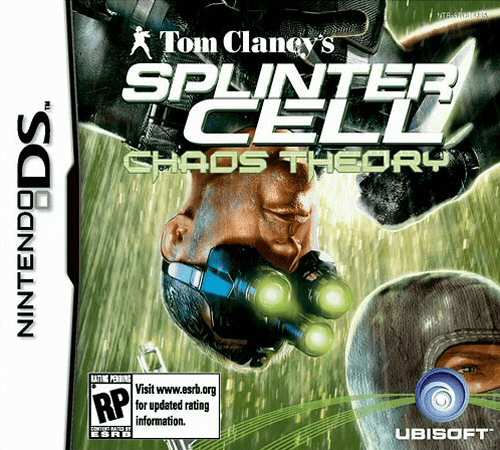 Tom Clancy's
SPLINTER
CELL
CHAOS THEORY
NINTENDO DS™
RATING PENDING
RP
CONTENT RATED BY
ESRB
Visit www.esrb.org
for updated rating
information.
UBISOFT